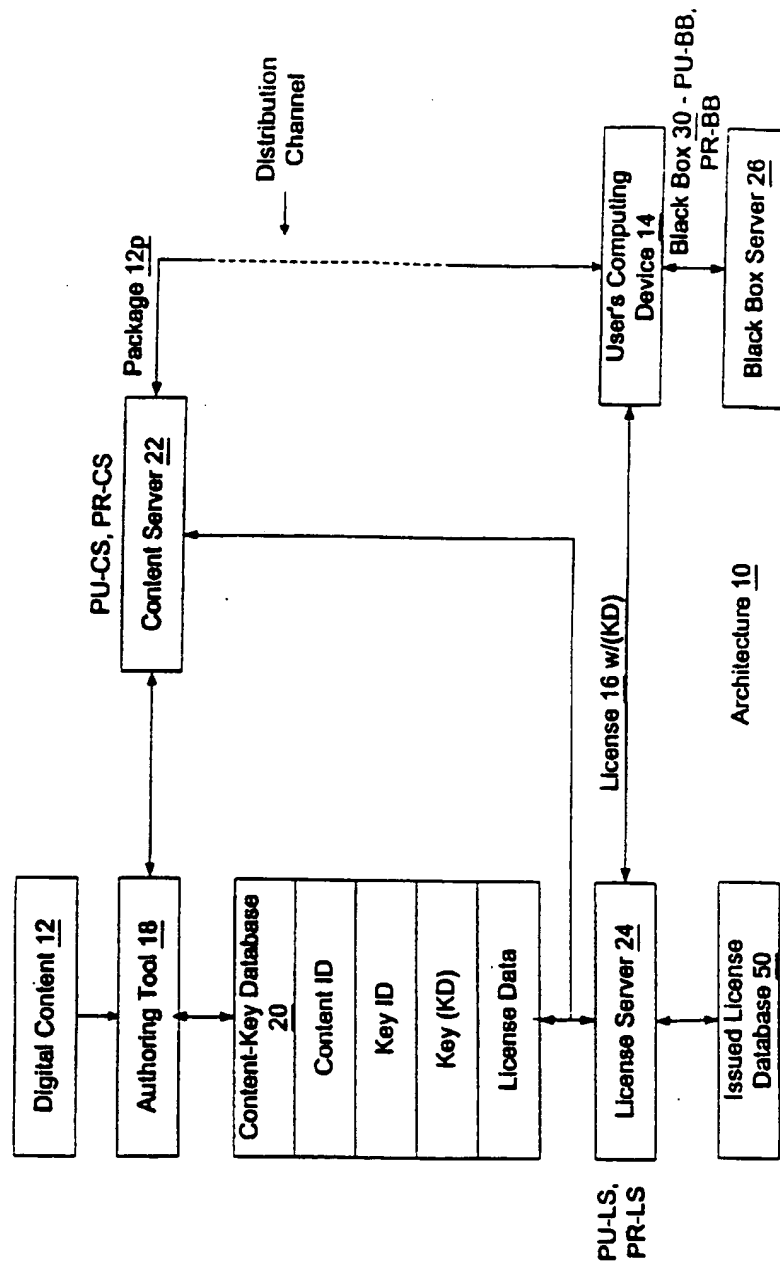 Digital Content 12
Authoring Tool 18
Content-Key Database
20
Content ID
Key ID
Key (KD)
License Data
PU-LS,
PR-LS
License Server 24
Issued License
Database 50
PU-CS, PR-CS
Content Server 22
Package 12p
Distribution
Channel
License 16 w/(KD)
Architecture 10
User's Computing
Device 14
Black Box 30 - PU-BB,
PR-BB
Black Box Server 26